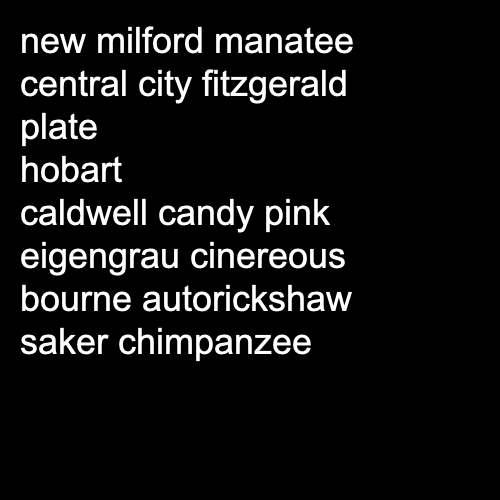 new milford manatee
central city fitzgerald
plate
hobart
caldwell candy pink
eigengrau cinereous
bourne autorickshaw
saker chimpanzee